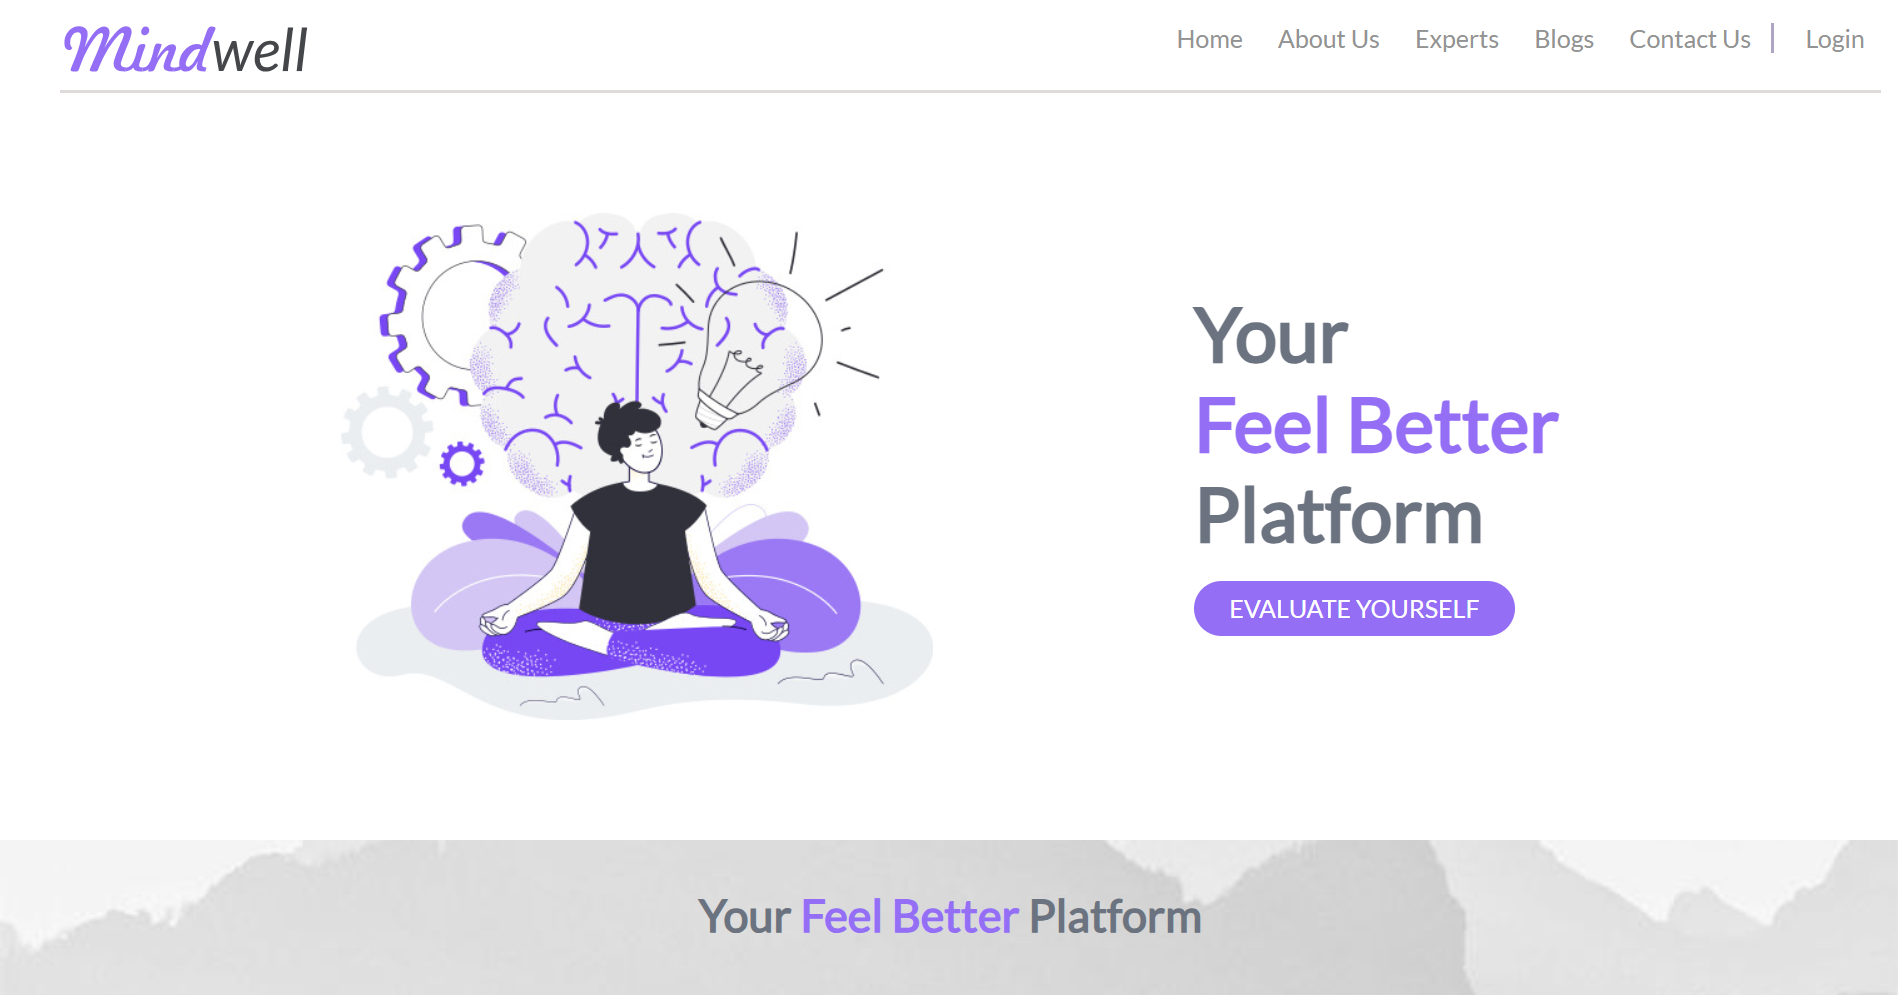 Mindwell
Home About Us Experts Blogs Contact Us Login
Your
Feel Better
Platform
EVALUATE YOURSELF
Your Feel Better Platform